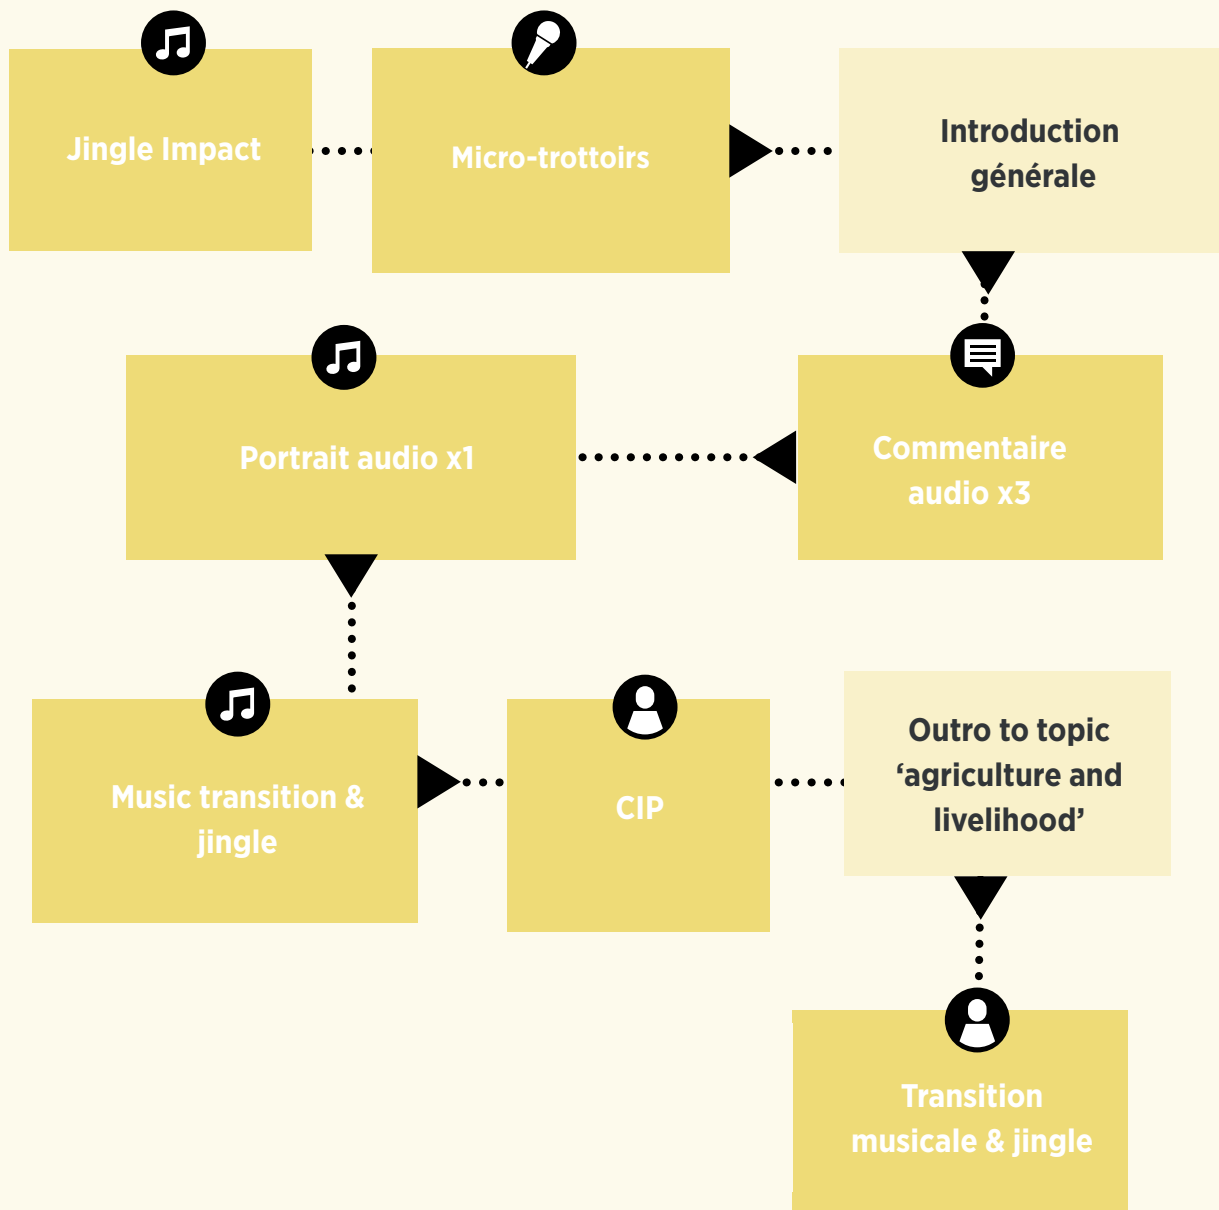 Jingle Impact
Micro-trottoirs
Introduction
générale
Portrait audio x1
Commentaire
audio x3
Music transition &
jingle
CIP
Outro to topic
‘agriculture and
livelihood’
Transition
musicale & jingle